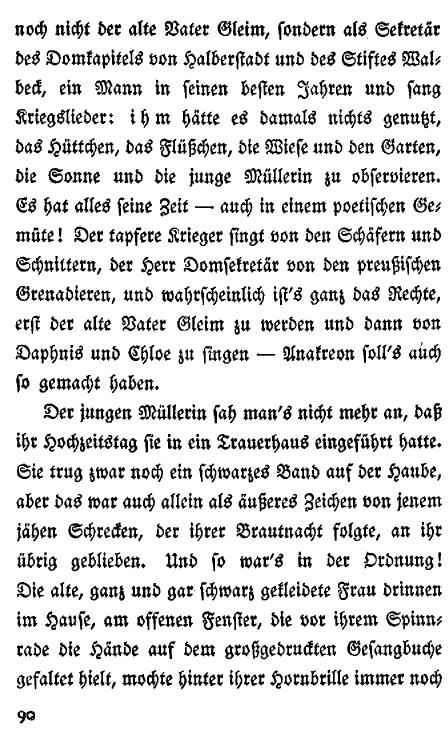 noch nicht der alte Vater Gleim, sondern als Sekretär
des Domkapitels von Halberstadt und des Stiftes Wal⸗
beck, ein Mann in seinen besten Jahren und sang
Kriegslieder: ihm hätte es damals nichts genutzt,
das Hüttchen, das Flüßchen, die Wiese und den Garten,
die Sonne und die junge Müllerin zu observieren.
Es hat alles seine Zeit — auch in einem poetischen Ge⸗
müte! Der tapfere Krieger singt von den Schäfern und
Schnittern, der Herr Domsekretär von den preußischen
Grenadieren, und wahrscheinlich ist's ganz das Rechte,
erst der alte Vater Gleim zu werden und dann von
Daphnis und Chloe zu singen — Anakreon soll's auch
so gemacht haben.
Der jungen Müllerin sah man's nicht mehr an, daß
ihr Hochzeitstag sie in ein Trauerhaus eingeführt hatte.
Sie trug zwar noch ein schwarzes Band auf der Haube,
aber das war auch allein als äußeres Zeichen von jenem
jähen Schrecken, der ihrer Brautnacht folgte, an ihr
übrig geblieben. Und so war's in der Ordnung!
Die alte, ganz und gar schwarz gekleidete Frau drinnen
im Hause, am offenen Fenster, die vor ihrem Spinn⸗
rade die Hände auf dem großgedruckten Gesangbuche
gefaltet hielt, mochte hinter ihrer Hornbrille immer noch
90